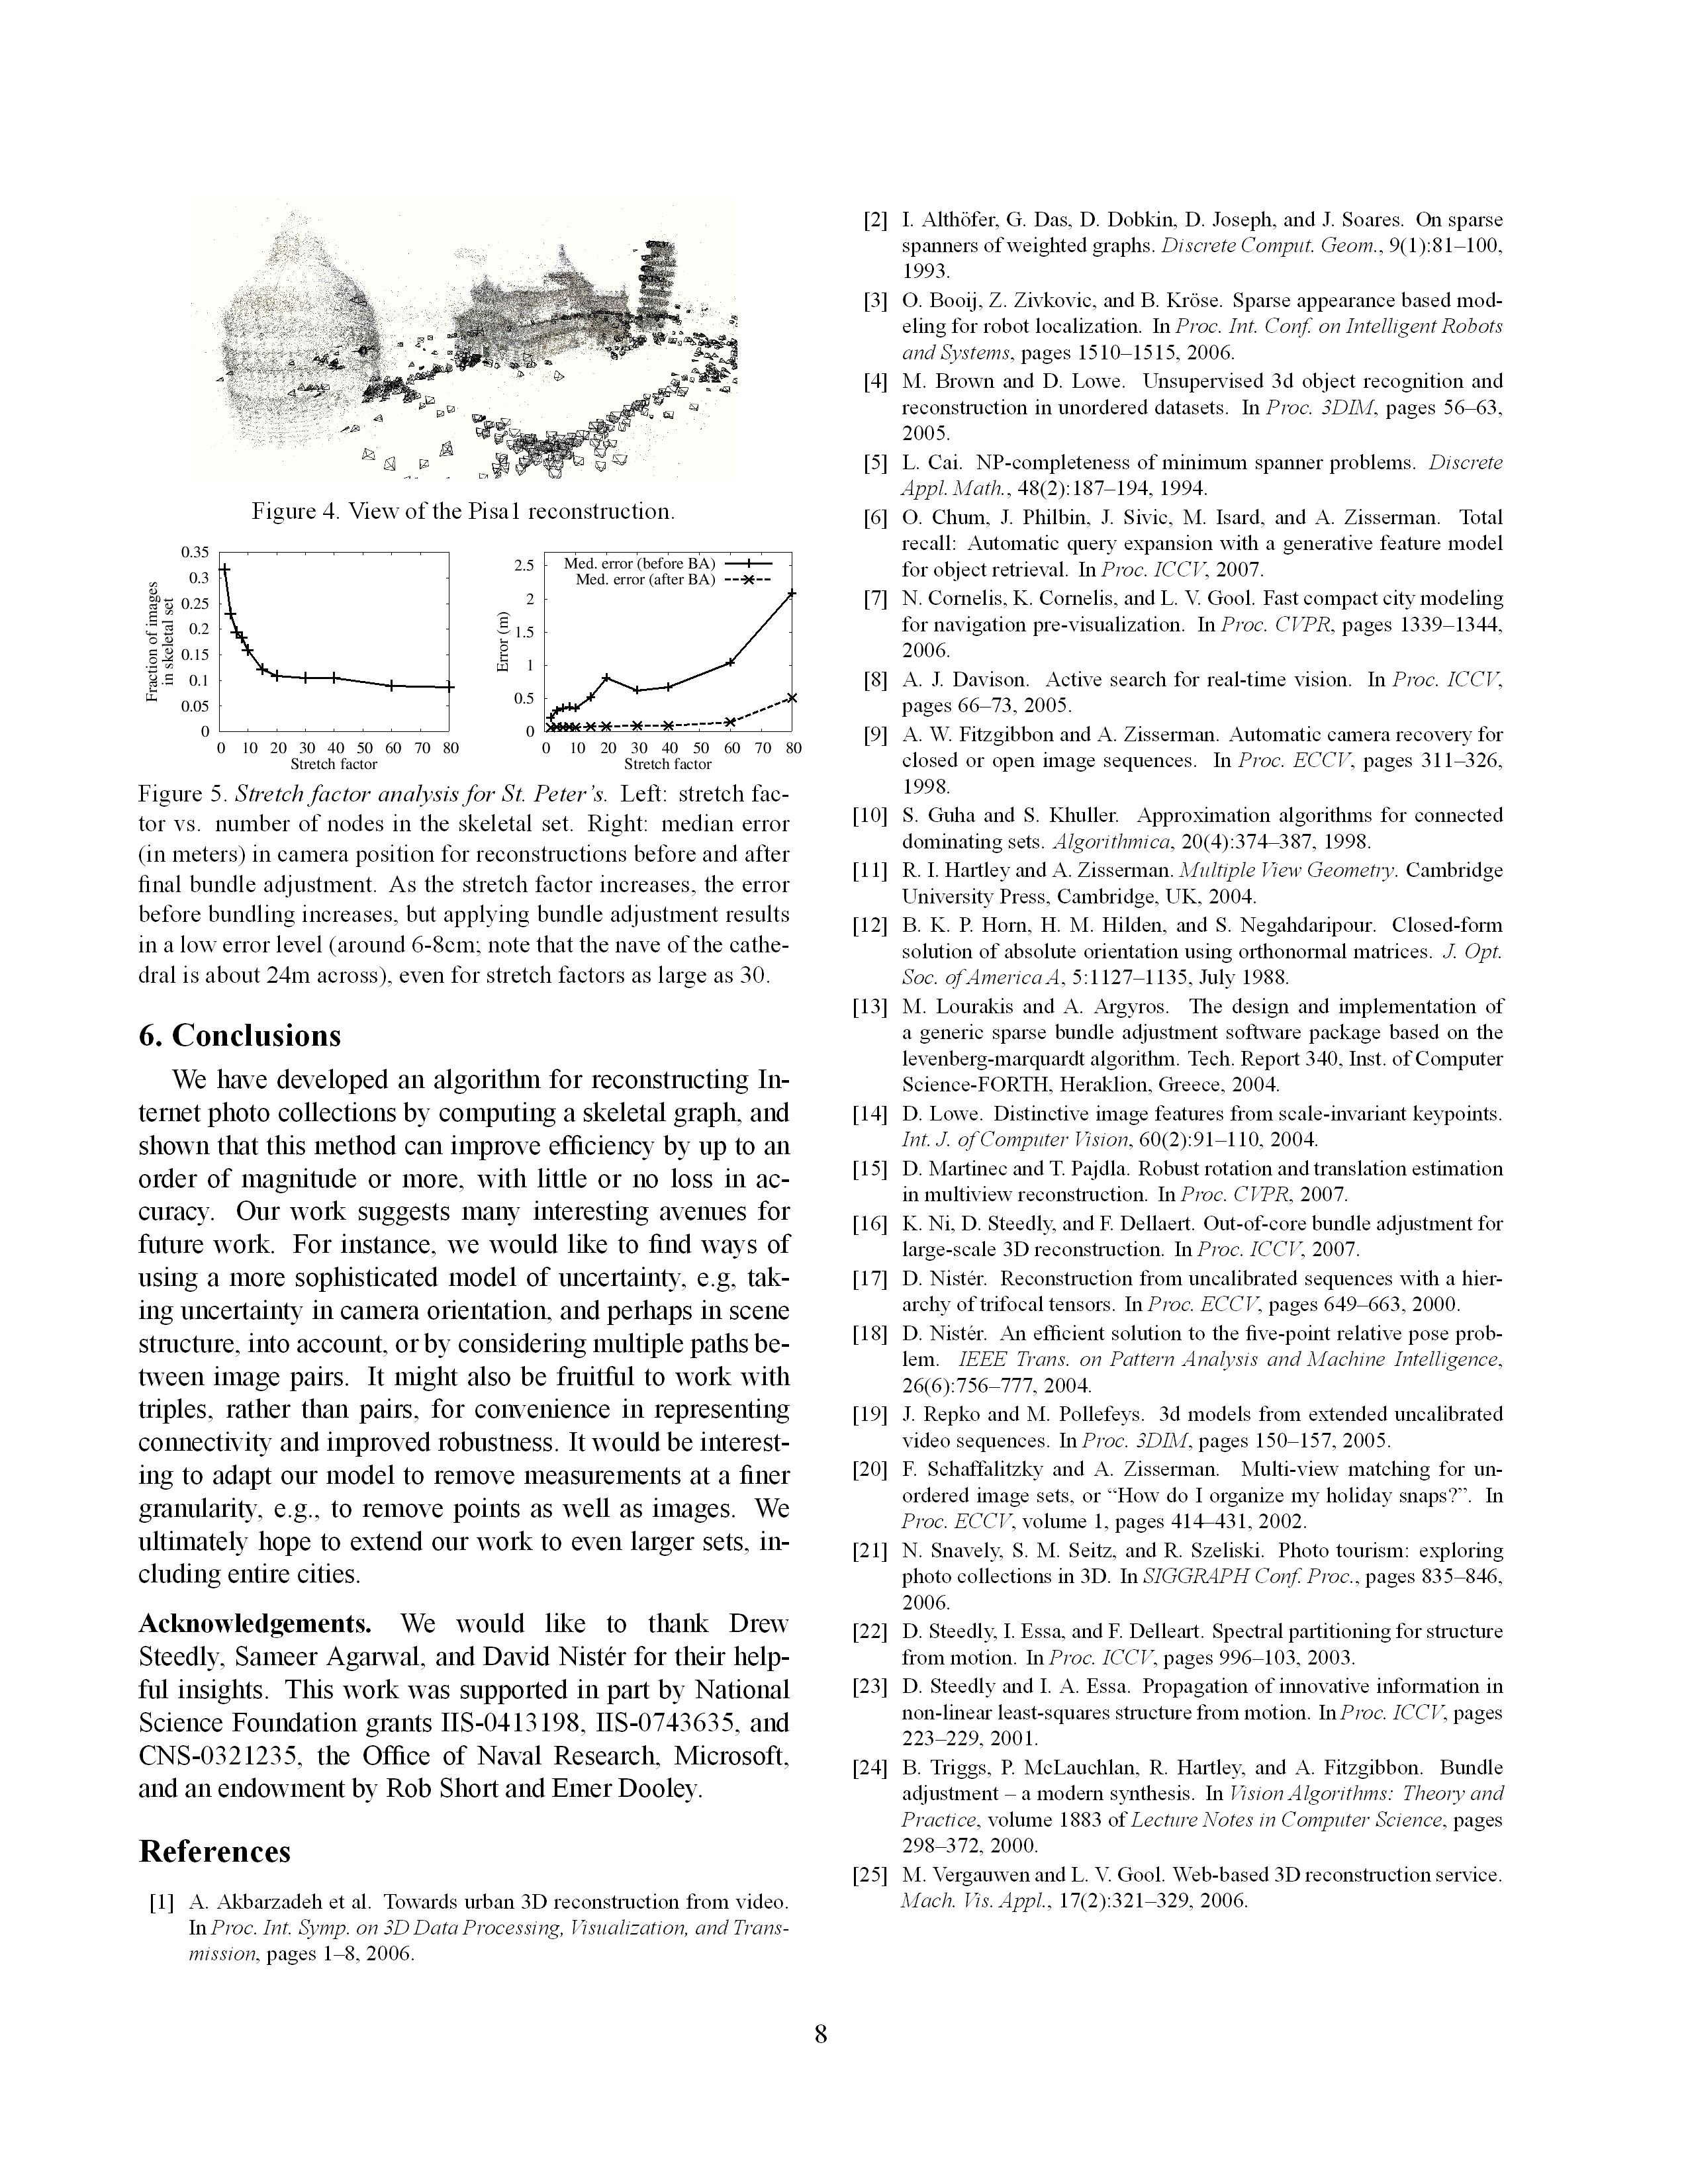 Figure 4. View of the Pisa1 reconstruction.
0.35
0.3
0.25
0.2
0.15
0.1
0.05
0
Fraction of images
in skeletal set
0 10 20 30 40 50 60 70 80
Stretch factor
2.5
2
1.5
1
0.5
0
Error (m)
Med. error (before BA)
Med. error (after BA)
0 10 20 30 40 50 60 70 80
Stretch factor
Figure 5. Stretch factor analysis for St. Peter's. Left: stretch fac-
tor vs. number of nodes in the skeletal set. Right: median error
(in meters) in camera position for reconstructions before and after
final bundle adjustment. As the stretch factor increases, the error
before bundling increases, but applying bundle adjustment results
in a low error level (around 6-8cm; note that the nave of the cathe-
dral is about 24m across), even for stretch factors as large as 30.
6. Conclusions
We have developed an algorithm for reconstructing In-
ternet photo collections by computing a skeletal graph, and
shown that this method can improve efficiency by up to an
order of magnitude or more, with little or no loss in ac-
curacy. Our work suggests many interesting avenues for
future work. For instance, we would like to find ways of
using a more sophisticated model of uncertainty, e.g, tak-
ing uncertainty in camera orientation, and perhaps in scene
structure, into account, or by considering multiple paths be-
tween image pairs. It might also be fruitful to work with
triples, rather than pairs, for convenience in representing
connectivity and improved robustness. It would be interest-
ing to adapt our model to remove measurements at a finer
granularity, e.g., to remove points as well as images. We
ultimately hope to extend our work to even larger sets, in-
cluding entire cities.
Acknowledgements. We would like to thank Drew
Steedly, Sameer Agarwal, and David Nistér for their help-
ful insights. This work was supported in part by National
Science Foundation grants IIS-0413198, IIS-0743635, and
CNS-0321235, the Office of Naval Research, Microsoft,
and an endowment by Rob Short and Emer Dooley.
References
[1] A. Akbarzadeh et al. Towards urban 3D reconstruction from video.
In Proc. Int. Symp. on 3D Data Processing, Visualization, and Trans-
mission, pages 1–8, 2006.
[2] I. Althöfer, G. Das, D. Dobkin, D. Joseph, and J. Soares. On sparse
spanners of weighted graphs. Discrete Comput. Geom., 9(1):81–100,
1993.
[3] O. Booij, Z. Zivkovic, and B. Kröse. Sparse appearance based mod-
eling for robot localization. In Proc. Int. Conf. on Intelligent Robots
and Systems, pages 1510–1515, 2006.
[4] M. Brown and D. Lowe. Unsupervised 3d object recognition and
reconstruction in unordered datasets. In Proc. 3DIM, pages 56–63,
2005.
[5] L. Cai. NP-completeness of minimum spanner problems. Discrete
Appl. Math., 48(2):187–194, 1994.
[6] O. Chum, J. Philbin, J. Sivic, M. Isard, and A. Zisserman. Total
recall: Automatic query expansion with a generative feature model
for object retrieval. In Proc. ICCV, 2007.
[7] N. Cornelis, K. Cornelis, and L. V. Gool. Fast compact city modeling
for navigation pre-visualization. In Proc. CVPR, pages 1339–1344,
2006.
[8] A. J. Davison. Active search for real-time vision. In Proc. ICCV,
pages 66–73, 2005.
[9] A. W. Fitzgibbon and A. Zisserman. Automatic camera recovery for
closed or open image sequences. In Proc. ECCV, pages 311–326,
1998.
[10] S. Guha and S. Khuller. Approximation algorithms for connected
dominating sets. Algorithmica, 20(4):374–387, 1998.
[11] R. I. Hartley and A. Zisserman. Multiple View Geometry. Cambridge
University Press, Cambridge, UK, 2004.
[12] B. K. P. Horn, H. M. Hilden, and S. Negahdaripour. Closed-form
solution of absolute orientation using orthonormal matrices. J. Opt.
Soc. of America A, 5:1127–1135, July 1988.
[13] M. Lourakis and A. Argyros. The design and implementation of
a generic sparse bundle adjustment software package based on the
levenberg-marquardt algorithm. Tech. Report 340, Inst. of Computer
Science-FORTH, Heraklion, Greece, 2004.
[14] D. Lowe. Distinctive image features from scale-invariant keypoints.
Int. J. of Computer Vision, 60(2):91–110, 2004.
[15] D. Martinec and T. Pajdla. Robust rotation and translation estimation
in multiview reconstruction. In Proc. CVPR, 2007.
[16] K. Ni, D. Steedly, and F. Dellaert. Out-of-core bundle adjustment for
large-scale 3D reconstruction. In Proc. ICCV, 2007.
[17] D. Nistér. Reconstruction from uncalibrated sequences with a hier-
archy of trifocal tensors. In Proc. ECCV, pages 649–663, 2000.
[18] D. Nistér. An efficient solution to the five-point relative pose prob-
lem. IEEE Trans. on Pattern Analysis and Machine Intelligence,
26(6):756–777, 2004.
[19] J. Repko and M. Pollefeys. 3d models from extended uncalibrated
video sequences. In Proc. 3DIM, pages 150–157, 2005.
[20] F. Schaffalitzky and A. Zisserman. Multi-view matching for un-
ordered image sets, or “How do I organize my holiday snaps?”. In
Proc. ECCV, volume 1, pages 414–431, 2002.
[21] N. Snavely, S. M. Seitz, and R. Szeliski. Photo tourism: exploring
photo collections in 3D. In SIGGRAPH Conf. Proc., pages 835–846,
2006.
[22] D. Steedly, I. Essa, and F. Delleart. Spectral partitioning for structure
from motion. In Proc. ICCV, pages 996–103, 2003.
[23] D. Steedly and I. A. Essa. Propagation of innovative information in
non-linear least-squares structure from motion. In Proc. ICCV, pages
223–229, 2001.
[24] B. Triggs, P. McLauchlan, R. Hartley, and A. Fitzgibbon. Bundle
adjustment – a modern synthesis. In Vision Algorithms: Theory and
Practice, volume 1883 of Lecture Notes in Computer Science, pages
298–372, 2000.
[25] M. Vergauwen and L. V. Gool. Web-based 3D reconstruction service.
Mach. Vis. Appl., 17(2):321–329, 2006.
8